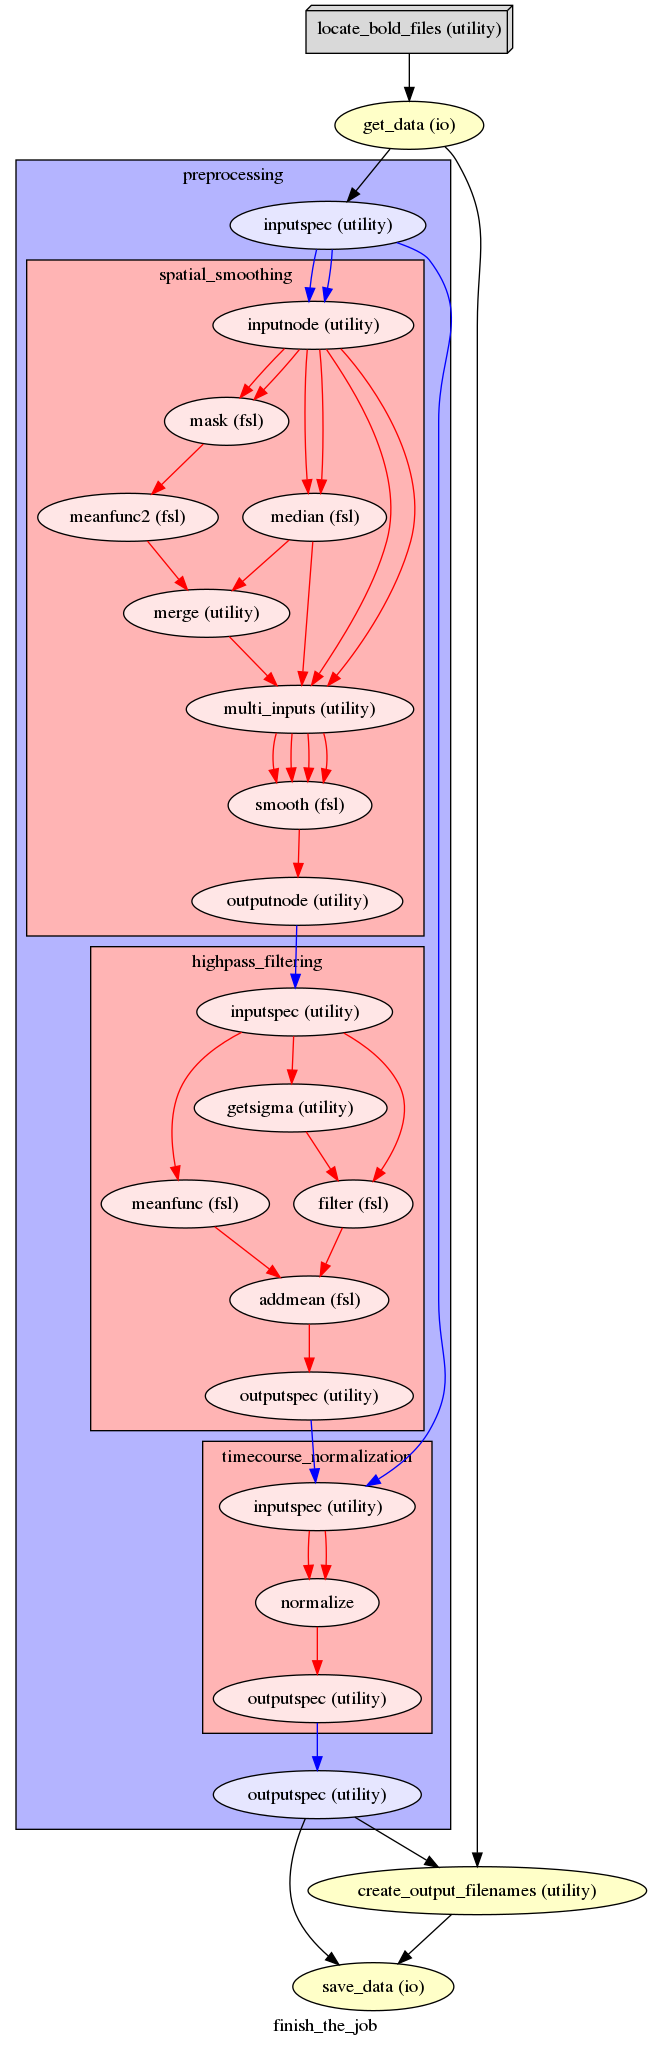 locate_bold_files (utility)
get_data (io)
preprocessing
inputspec (utility)
spatial_smoothing
inputnode (utility)
mask (fsl)
meanfunc2 (fsl)
median (fsl)
merge (utility)
multi_inputs (utility)
smooth (fsl)
outputnode (utility)
highpass_filtering
inputspec (utility)
getsigma (utility)
meanfunc (fsl)
filter (fsl)
addmean (fsl)
outputspec (utility)
timecourse_normalization
inputspec (utility)
normalize
outputspec (utility)
outputspec (utility)
create_output_filenames (utility)
save_data (io)
finish_the_job